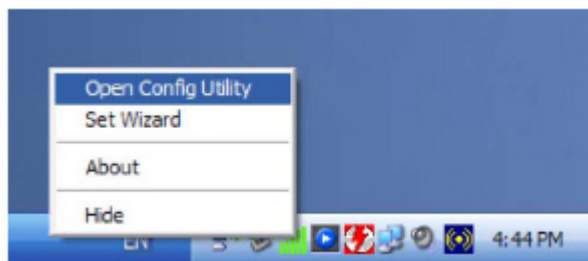 Open Config Utility
Set Wizard
About
Hide
EN
4:44 PM